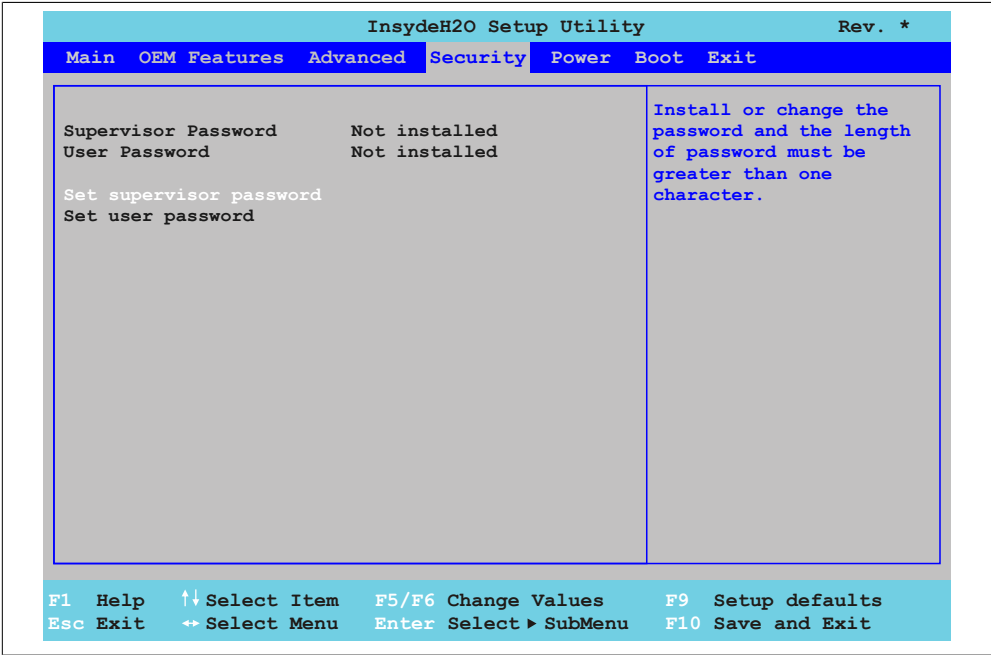 InsydeH2O Setup Utility Rev. *
Main OEM Features Advanced Security Power Boot Exit
Supervisor Password Not installed
User Password Not installed
Set supervisor password
Set user password
Install or change the
password and the length
of password must be
greater than one
character.
F1 Help ↑↓ Select Item F5/F6 Change Values F9 Setup defaults
Esc Exit ↔ Select Menu Enter Select ▶ SubMenu F10 Save and Exit